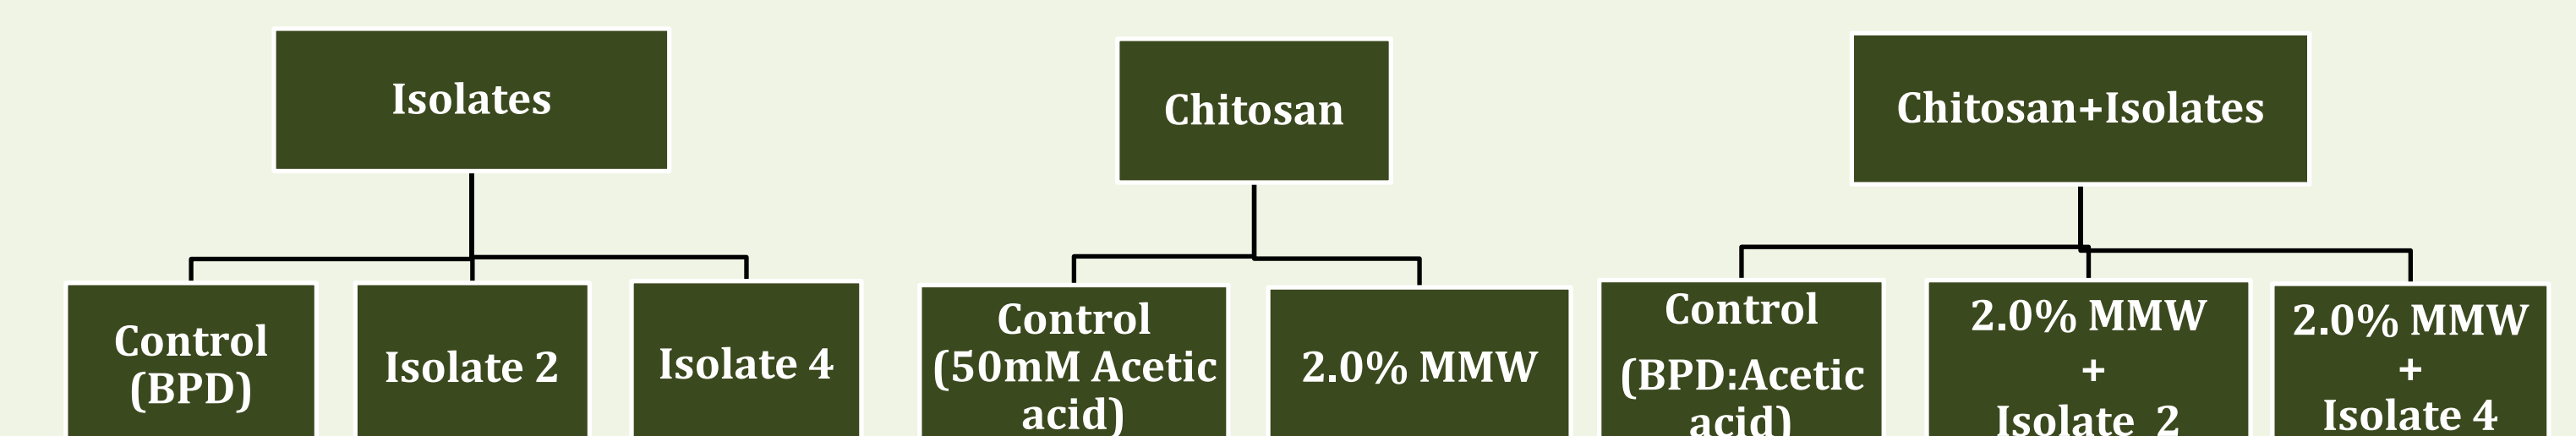 Isolates
Chitosan
Chitosan+Isolates
Control
(BPD)
Isolate 2
Isolate 4
Control
(50mM Acetic
acid)
2.0% MMW
Control
(BPD:Acetic
acid)
2.0% MMW
+
Isolate 2
2.0% MMW
+
Isolate 4